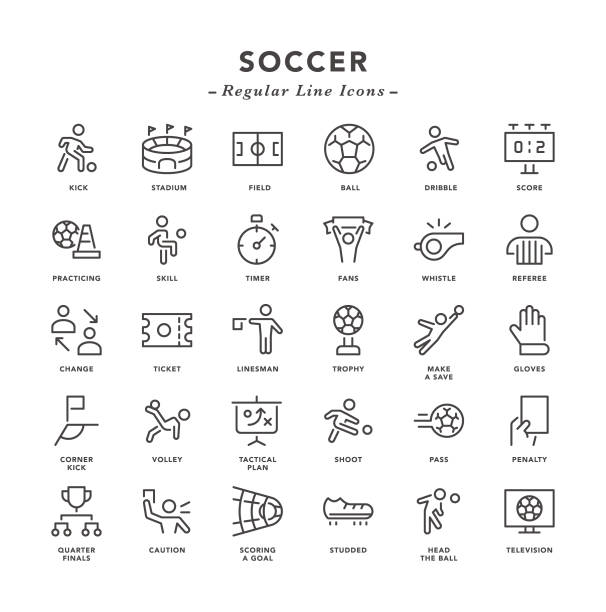 SOCCER
– Regular Line Icons –
KICK
STADIUM
FIELD
BALL
DRIBBLE
0:2
SCORE
PRACTICING
SKILL
TIMER
FANS
WHISTLE
REFEREE
CHANGE
TICKET
LINESMAN
TROPHY
MAKE
A SAVE
GLOVES
CORNER
KICK
VOLLEY
TACTICAL
PLAN
SHOOT
PASS
PENALTY
QUARTER
FINALS
CAUTION
SCORING
A GOAL
STUDDED
HEAD
THE BALL
TELEVISION